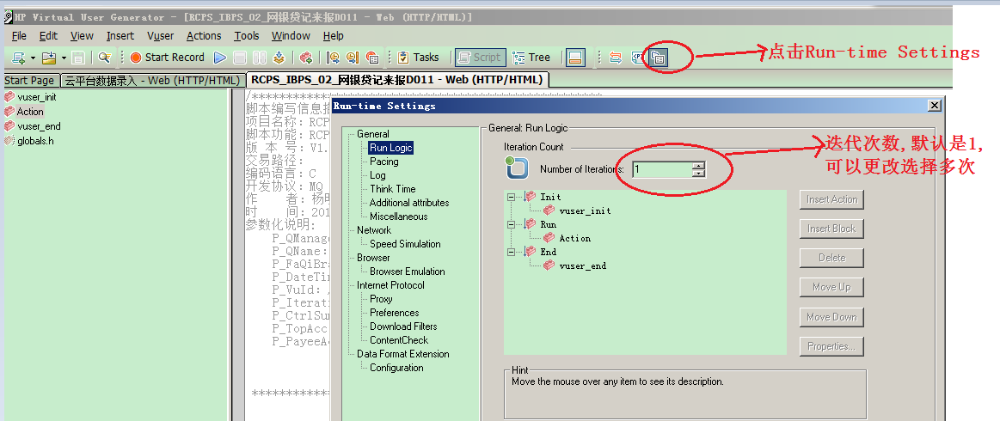 HP Virtual User Generator - [RCPS_IBPS_02_网银贷记来报D011 - Web (HTTP/HTML)]
File Edit View Insert Vuser Actions Tools Window Help
Start Record Tasks Script Tree
点击Run-time Settings
Start Page 云平台数据录入 - Web (HTTP/HTML) RCPS_IBPS_02_网银贷记来报D011 - Web (HTTP/HTML)
vuser_init
Action
vuser_end
globals.h
脚本编写信息
项目名称: RCP
脚本功能: RCP
版 本 号: V1.
交易路径:
编码语言: C
开发协议: MQ
作 者: 杨
时 间: 201
参数化说明:
P_QManag
P_QName:
P_FaQiBr
P_DateTi
P_VuId:
P_Iterat
P_CtrlSu
P_TopAcc
P_PayeeA
Run-time Settings
General
Run Logic
Pacing
Log
Think Time
Additional attributes
Miscellaneous
Network
Speed Simulation
Browser
Browser Emulation
Internet Protocol
Proxy
Preferences
Download Filters
ContentCheck
Data Format Extension
Configuration
General: Run Logic
Iteration Count
Number of Iterations: 1
迭代次数,默认是1,
可以更改选择多次
Init
vuser_init
Run
Action
End
vuser_end
Insert Action
Insert Block
Delete
Move Up
Move Down
Properties...
Hint
Move the mouse over any item to see its description.